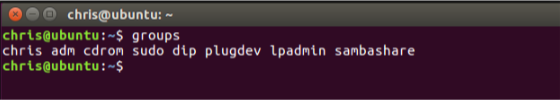 chris@ubuntu: ~
chris@ubuntu:~$ groups
chris adm cdrom sudo dip plugdev lpadmin sambashare
chris@ubuntu:~$